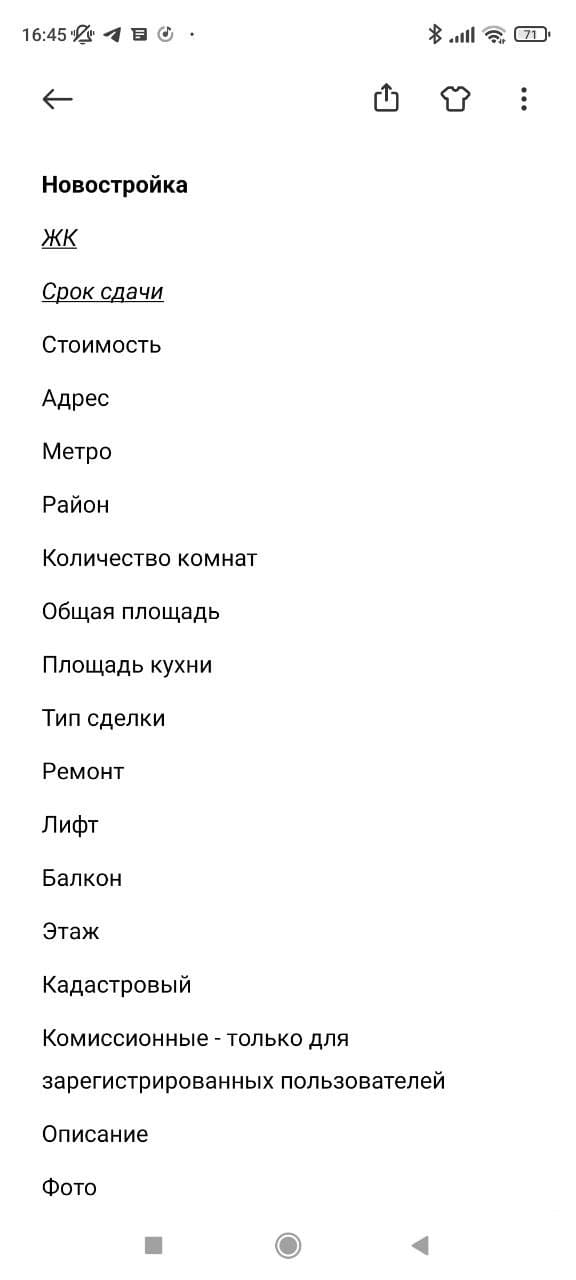 16:45
71
Новостройка
ЖК
Срок сдачи
Стоимость
Адрес
Метро
Район
Количество комнат
Общая площадь
Площадь кухни
Тип сделки
Ремонт
Лифт
Балкон
Этаж
Кадастровый
Комиссионные - только для
зарегистрированных пользователей
Описание
Фото